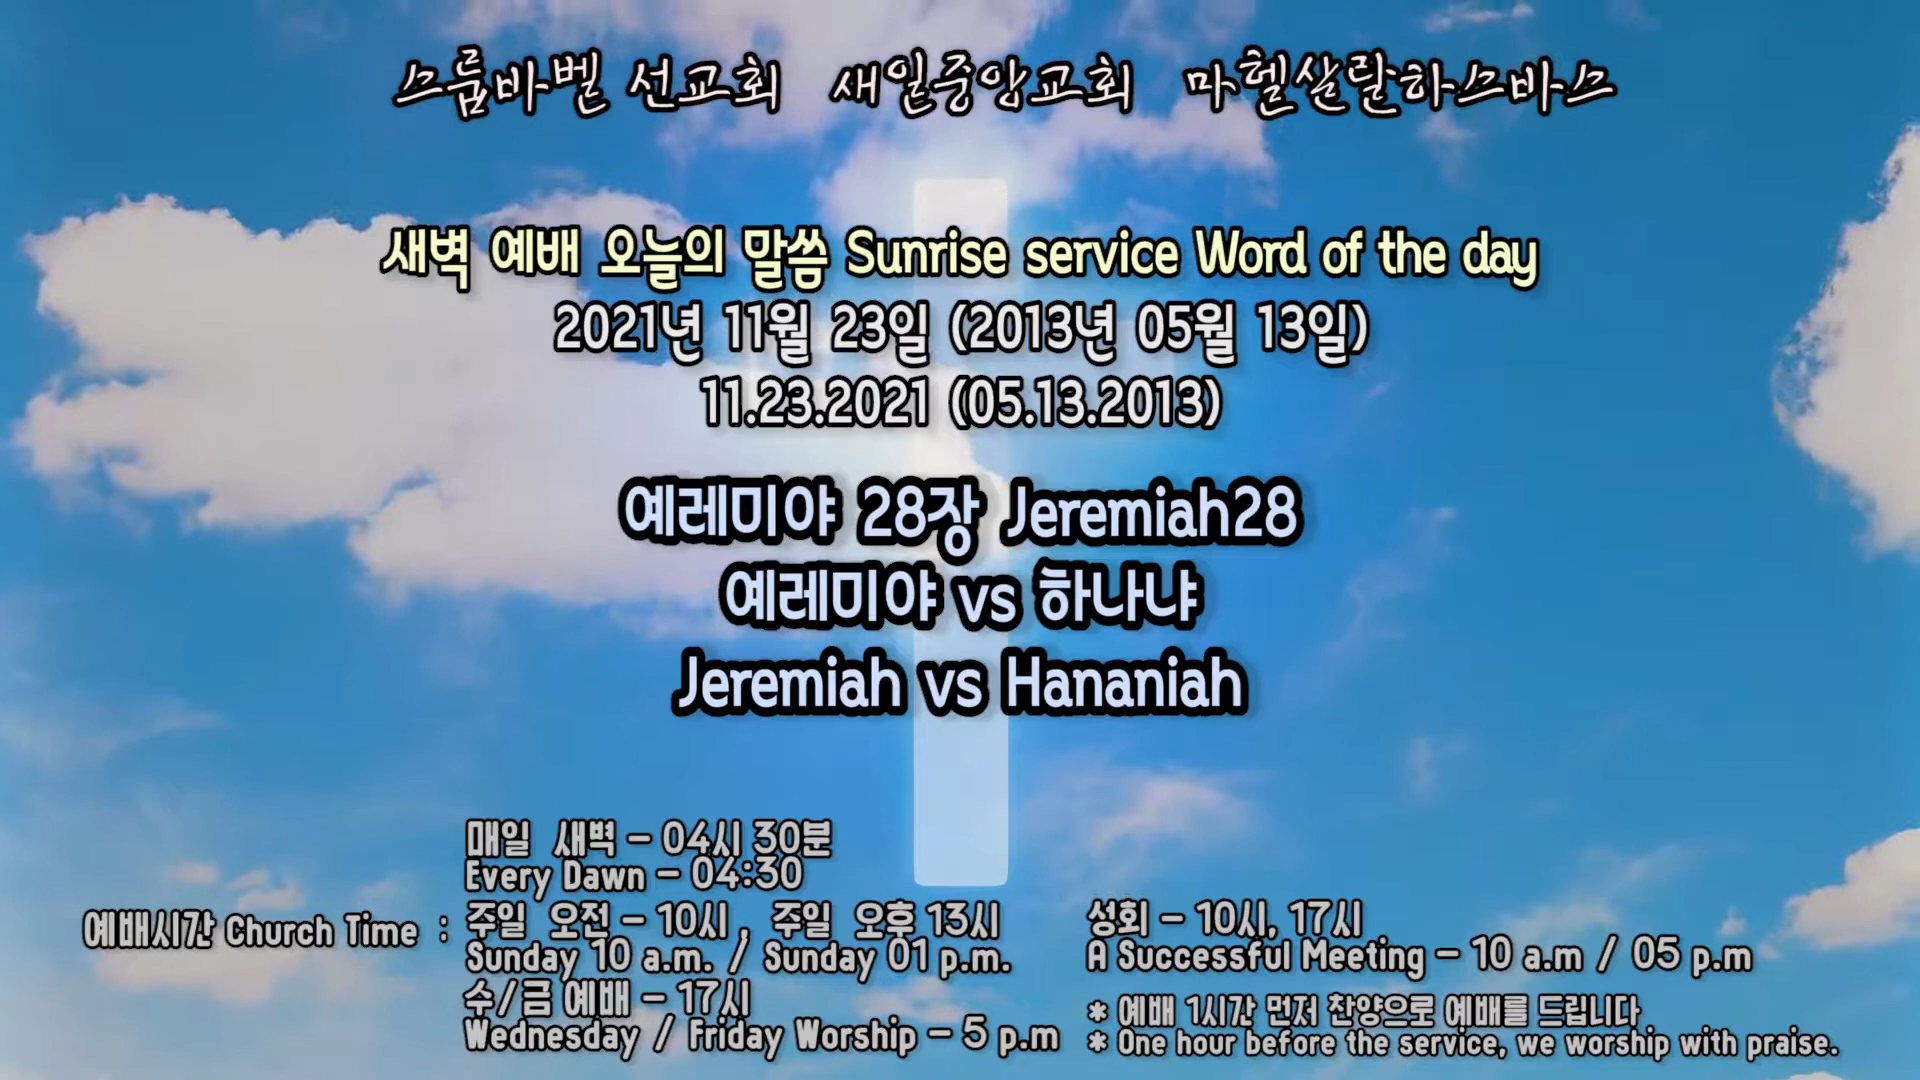 스룹바벨 선교회 새일중앙교회 마헬살랄하스바스
새벽 예배 오늘의 말씀 Sunrise service Word of the day
2021년 11월 23일 (2013년 05월 13일)
11.23.2021 (05.13.2013)
예레미야 28장 Jeremiah28
예레미야 vs 하나냐
Jeremiah vs Hananiah
매일 새벽 - 04시 30분
Every Dawn - 04:30
예배시간 Church Time :
주일 오전 - 10시 , 주일 오후 13시
Sunday 10 a.m. / Sunday 01 p.m.
수/금 예배 - 17시
Wednesday / Friday Worship - 5 p.m
성회 - 10시, 17시
A Successful Meeting - 10 a.m / 05 p.m
* 예배 1시간 먼저 찬양으로 예배를 드립니다
* One hour before the service, we worship with praise.